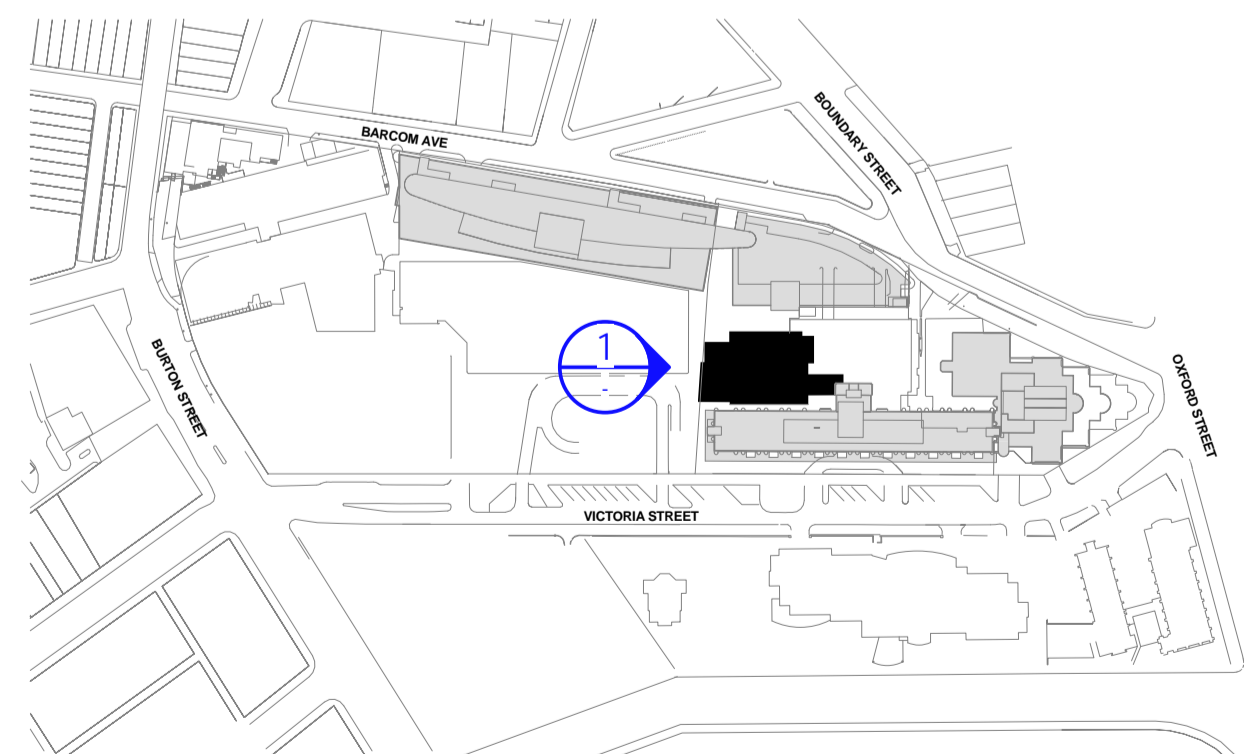 BARCOM AVE
BOUNDARY STREET
1
-
BURTON STREET
OXFORD STREET
VICTORIA STREET